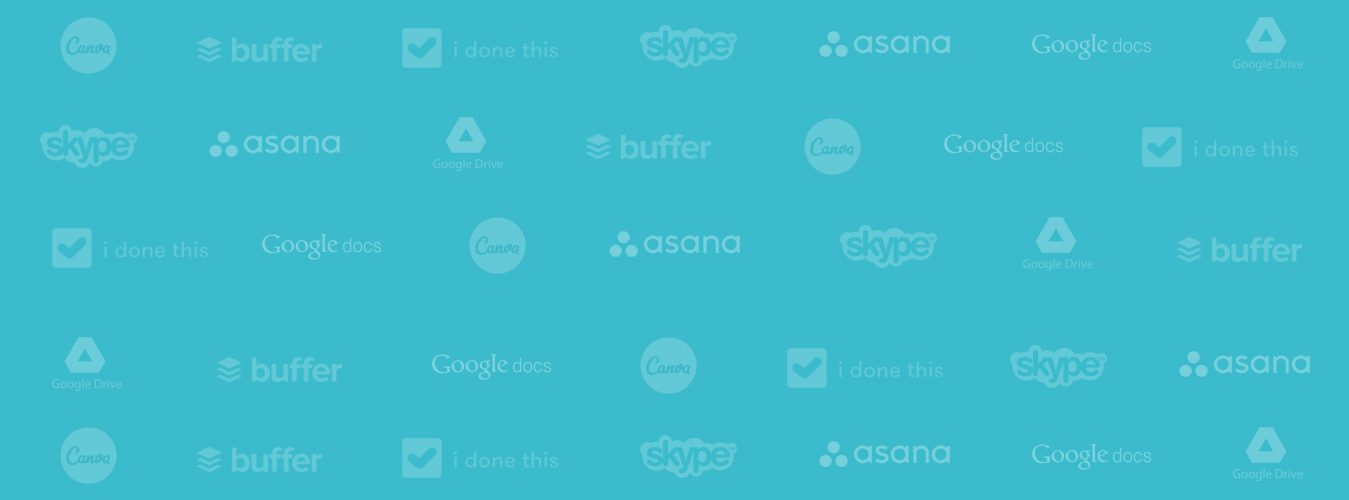 Canva buffer i done this skype asana Google docs Google Drive
skype asana Google Drive buffer Canva Google docs i done this
i done this Google docs Canva asana skype Google Drive buffer
Google Drive buffer Google docs Canva i done this skype asana
Canva buffer i done this skype asana Google docs Google Drive